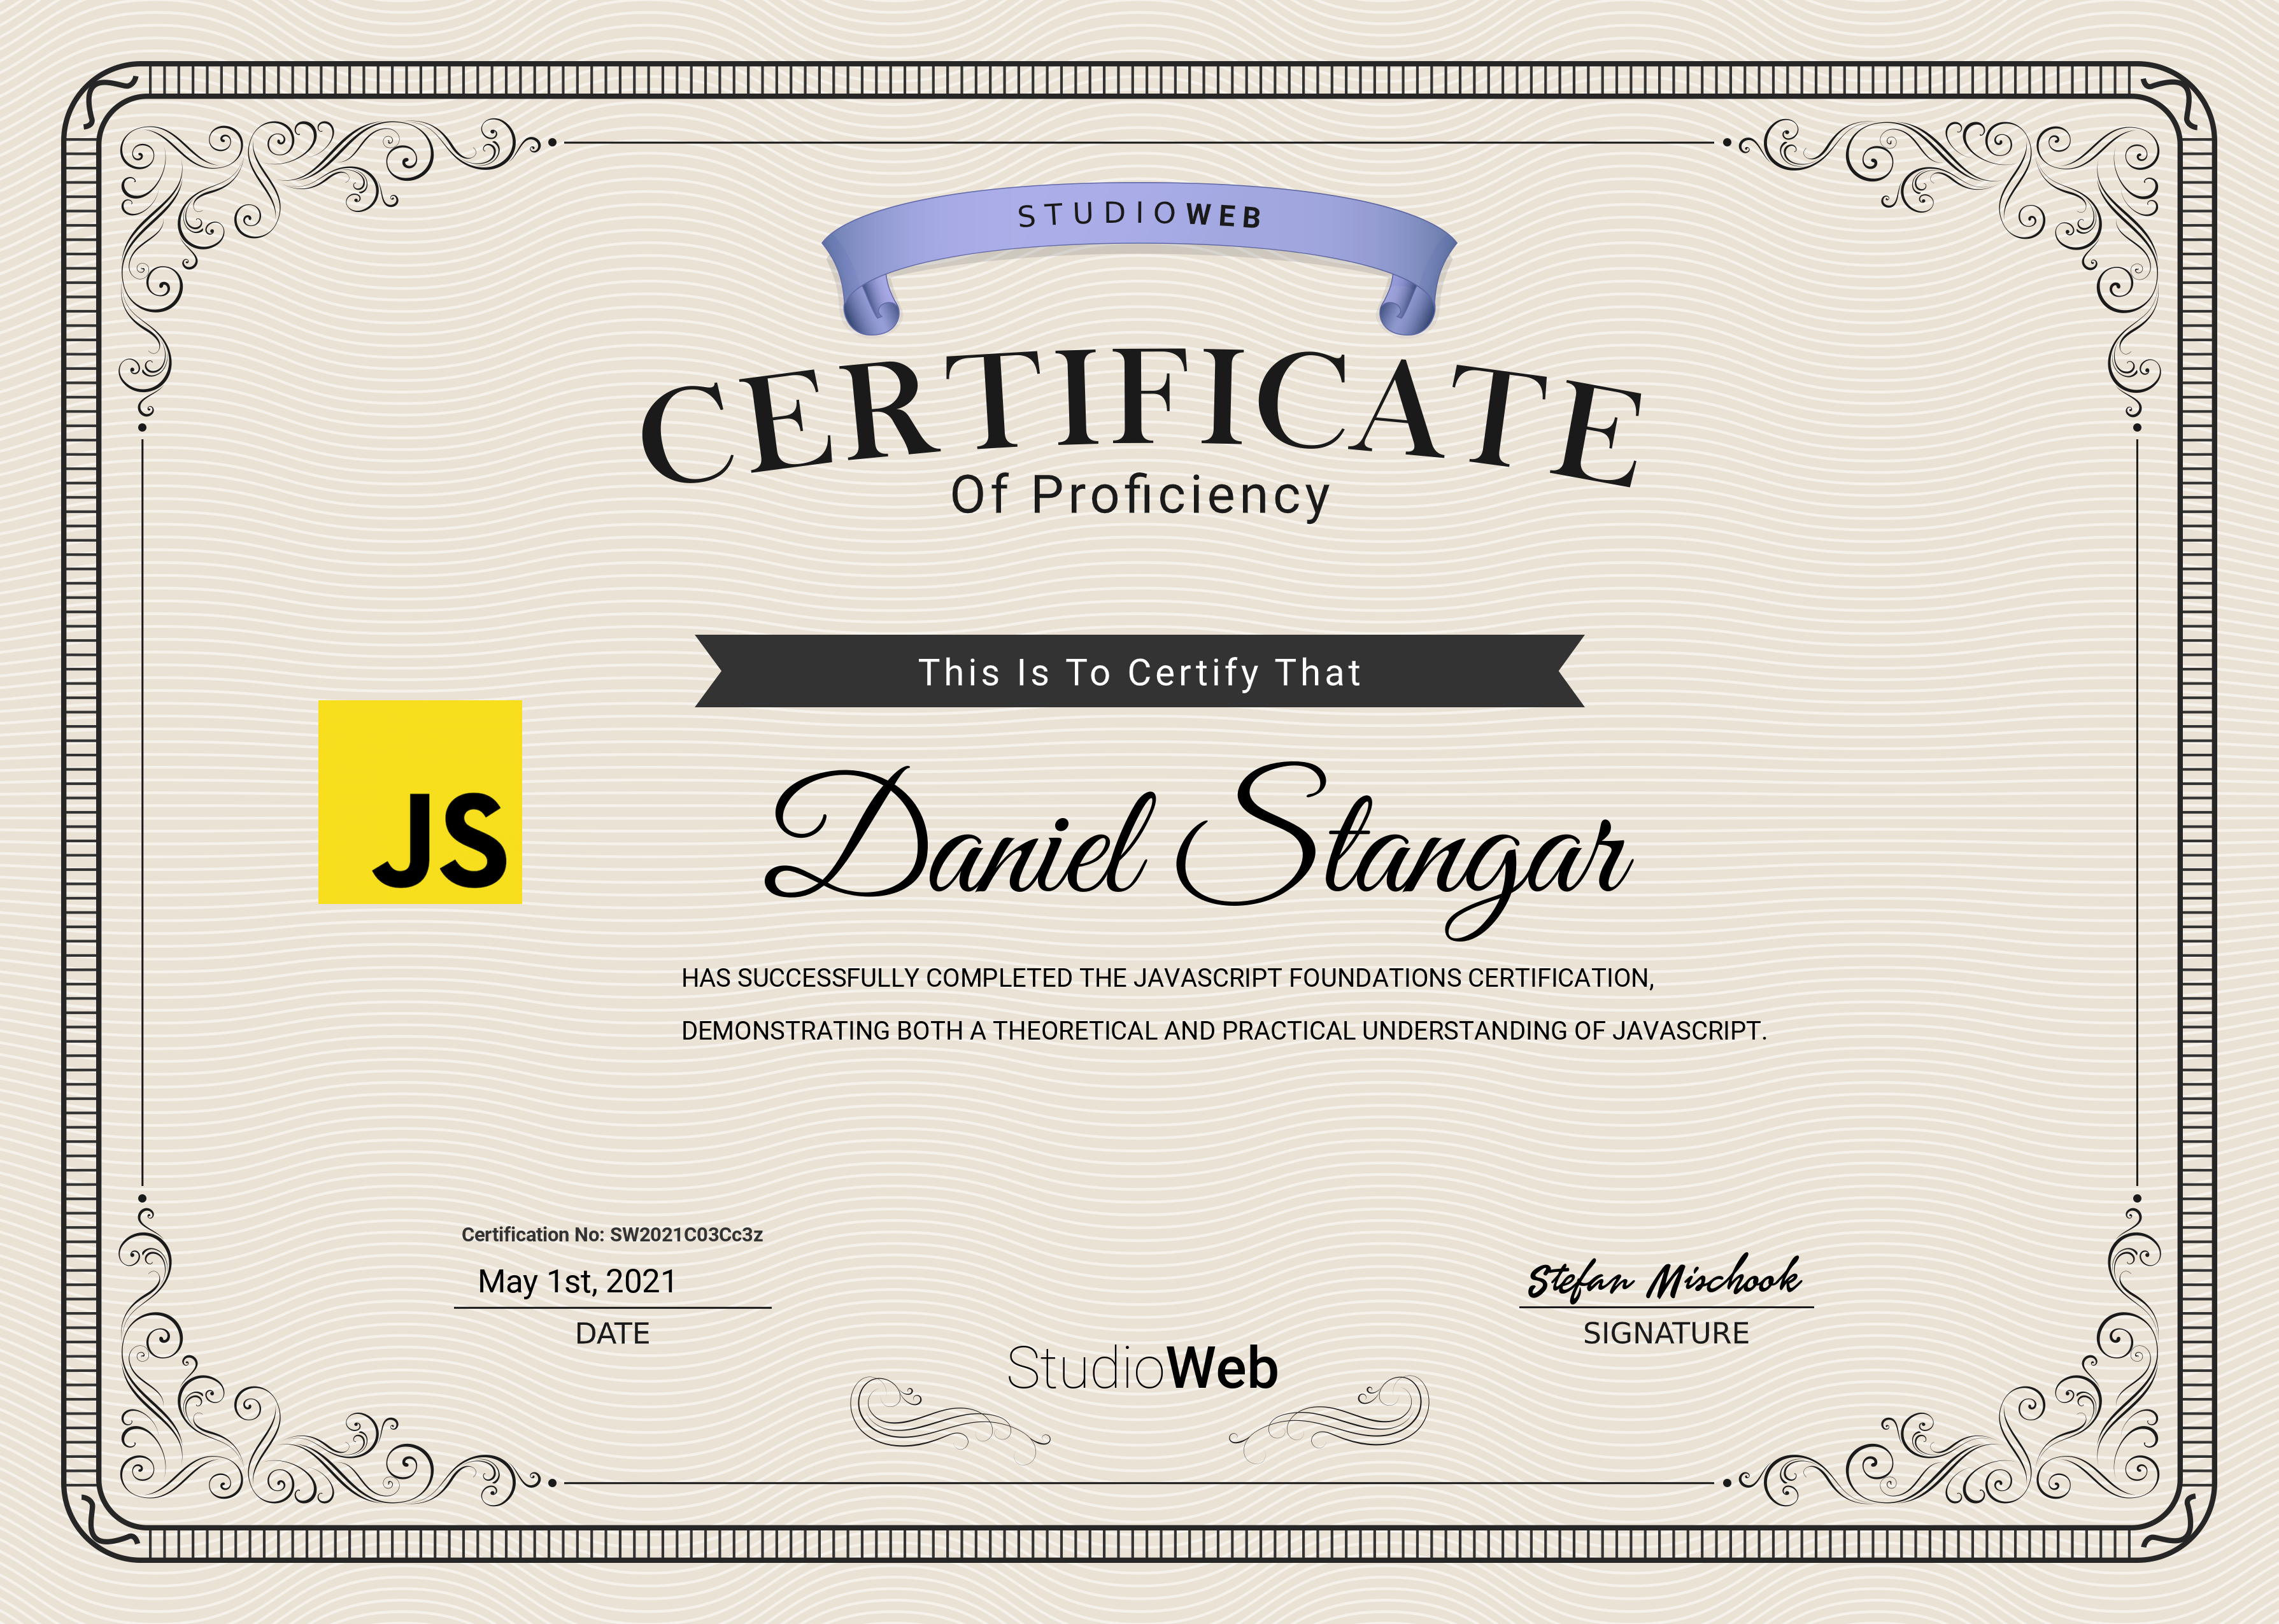 STUDIOWEB
CERTIFICATE
Of Proficiency
This Is To Certify That
JS
Daniel Stangar
HAS SUCCESSFULLY COMPLETED THE JAVASCRIPT FOUNDATIONS CERTIFICATION,
DEMONSTRATING BOTH A THEORETICAL AND PRACTICAL UNDERSTANDING OF JAVASCRIPT.
Certification No: SW2021C03Cc3z
May 1st, 2021
DATE
Stefan Mischook
SIGNATURE
StudioWeb